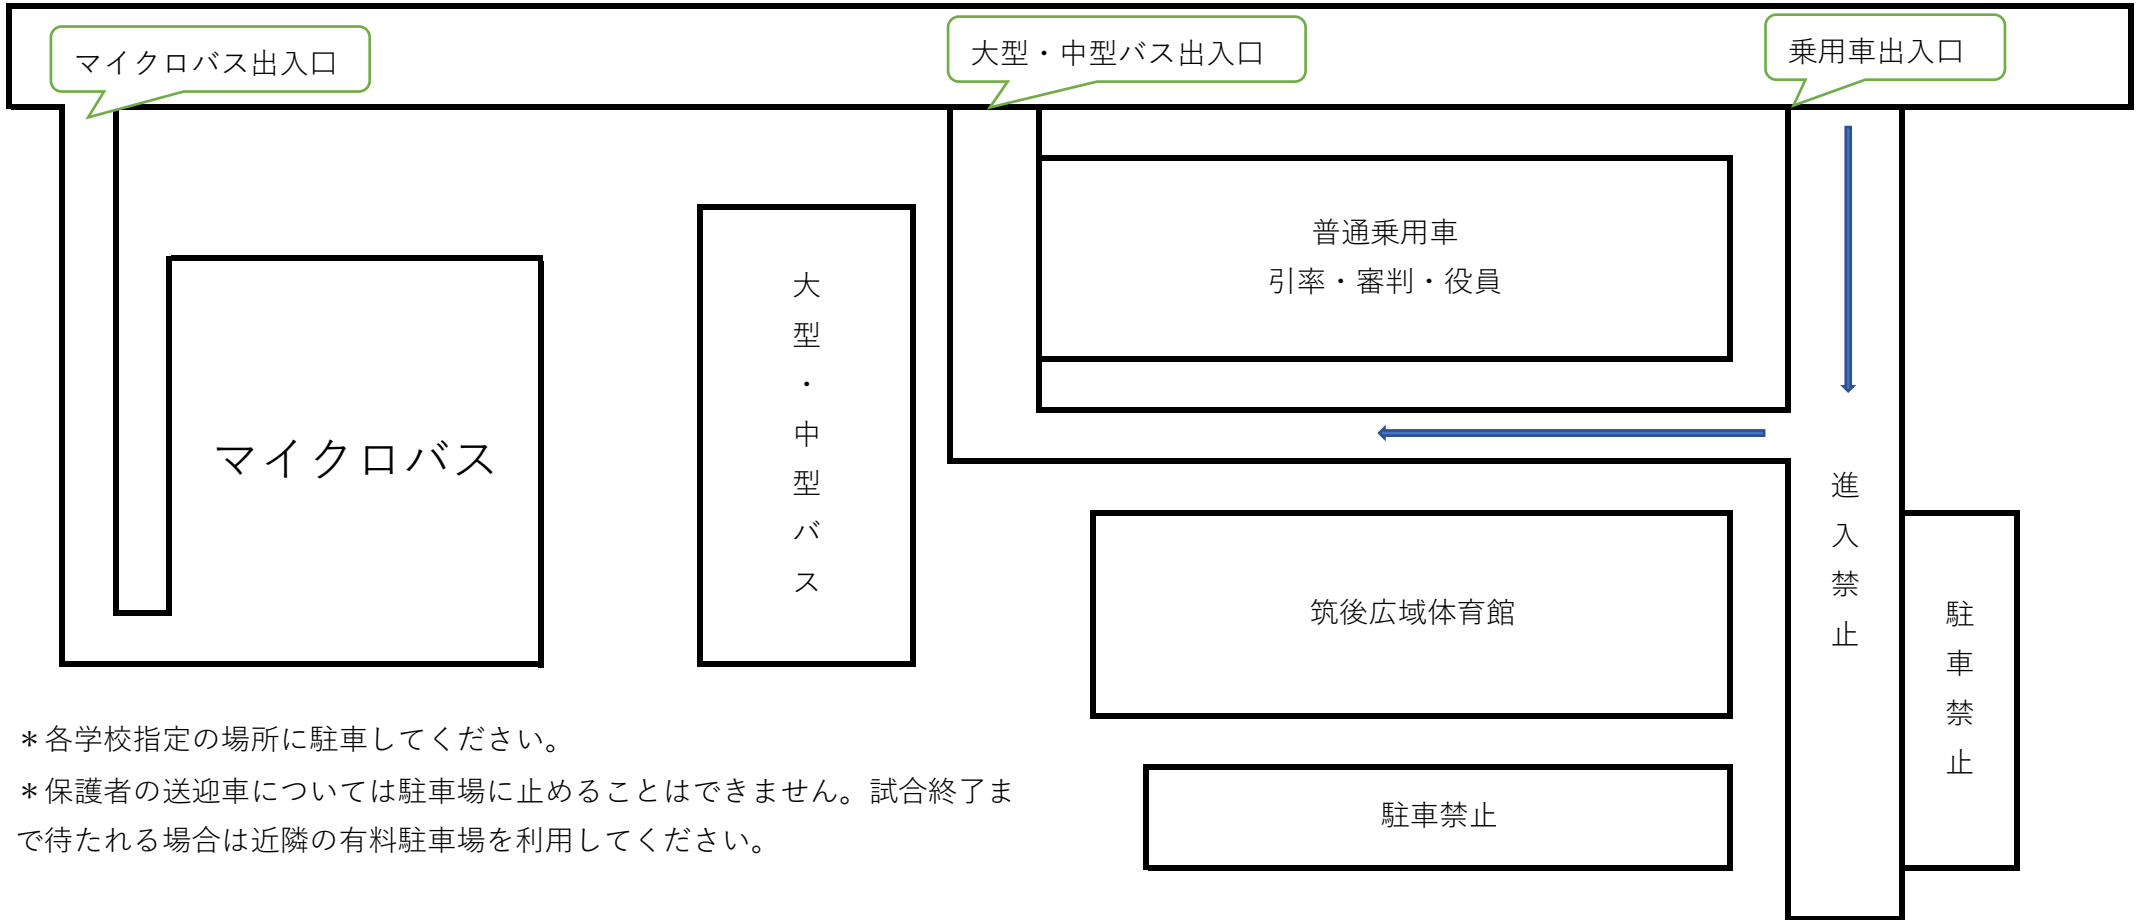 マイクロバス出入口
大型・中型バス出入口
乗用車出入口
普通乗用車
引率・審判・役員
大型・中型バス
マイクロバス
進入禁止
筑後広域体育館
駐車禁止
＊各学校指定の場所に駐車してください。
＊保護者の送迎車については駐車場に止めることはできません。試合終了ま
で待たれる場合は近隣の有料駐車場を利用してください。
駐車禁止